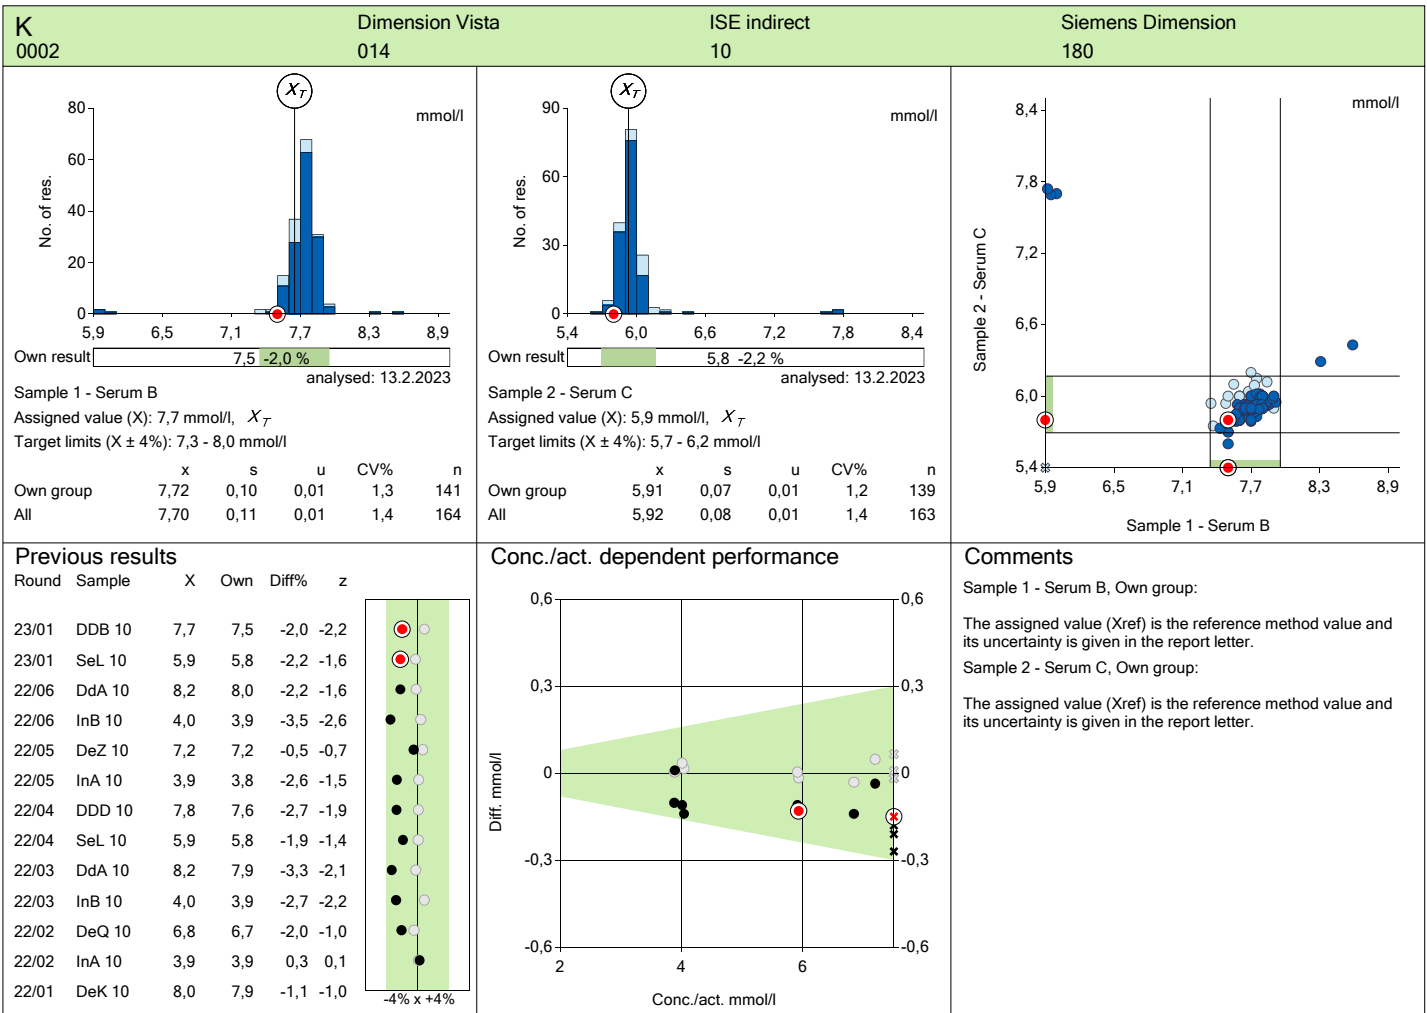 K Dimension Vista ISE indirect Siemens Dimension
0002 014 10 180
X_T
mmol/l
No. of res.
80
60
40
20
0
5,9 6,5 7,1 7,7 8,3 8,9
Own result 7,5 -2,0 %
analysed: 13.2.2023
Sample 1 - Serum B
Assigned value (X): 7,7 mmol/l, X_T
Target limits (X ± 4%): 7,3 - 8,0 mmol/l
x s u CV% n
Own group 7,72 0,10 0,01 1,3 141
All 7,70 0,11 0,01 1,4 164
X_T
mmol/l
No. of res.
90
60
30
0
5,4 6,0 6,6 7,2 7,8 8,4
Own result 5,8 -2,2 %
analysed: 13.2.2023
Sample 2 - Serum C
Assigned value (X): 5,9 mmol/l, X_T
Target limits (X ± 4%): 5,7 - 6,2 mmol/l
x s u CV% n
Own group 5,91 0,07 0,01 1,2 139
All 5,92 0,08 0,01 1,4 163
mmol/l
Sample 2 - Serum C
8,4
7,8
7,2
6,6
6,0
5,4
5,9 6,5 7,1 7,7 8,3 8,9
Sample 1 - Serum B
Previous results
Round Sample X Own Diff% z
23/01 DDB 10 7,7 7,5 -2,0 -2,2
23/01 SeL 10 5,9 5,8 -2,2 -1,6
22/06 DdA 10 8,2 8,0 -2,2 -1,6
22/06 InB 10 4,0 3,9 -3,5 -2,6
22/05 DeZ 10 7,2 7,2 -0,5 -0,7
22/05 InA 10 3,9 3,8 -2,6 -1,5
22/04 DDD 10 7,8 7,6 -2,7 -1,9
22/04 SeL 10 5,9 5,8 -1,9 -1,4
22/03 DdA 10 8,2 7,9 -3,3 -2,1
22/03 InB 10 4,0 3,9 -2,7 -2,2
22/02 DeQ 10 6,8 6,7 -2,0 -1,0
22/02 InA 10 3,9 3,9 0,3 0,1
22/01 DeK 10 8,0 7,9 -1,1 -1,0
-4% x +4%
Conc./act. dependent performance
Diff. mmol/l
0,6 0,6
0,3 0,3
0 0
-0,3 -0,3
-0,6 -0,6
2 4 6
Conc./act. mmol/l
Comments
Sample 1 - Serum B, Own group:
The assigned value (Xref) is the reference method value and
its uncertainty is given in the report letter.
Sample 2 - Serum C, Own group:
The assigned value (Xref) is the reference method value and
its uncertainty is given in the report letter.